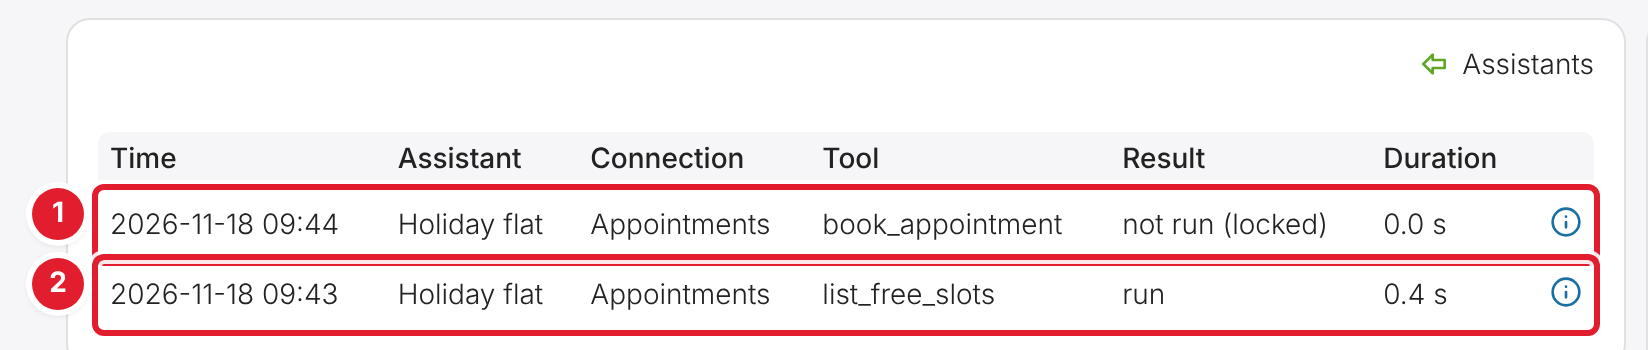 Assistants
Time Assistant Connection Tool Result Duration
1 2026-11-18 09:44 Holiday flat Appointments book_appointment not run (locked) 0.0 s
2 2026-11-18 09:43 Holiday flat Appointments list_free_slots run 0.4 s